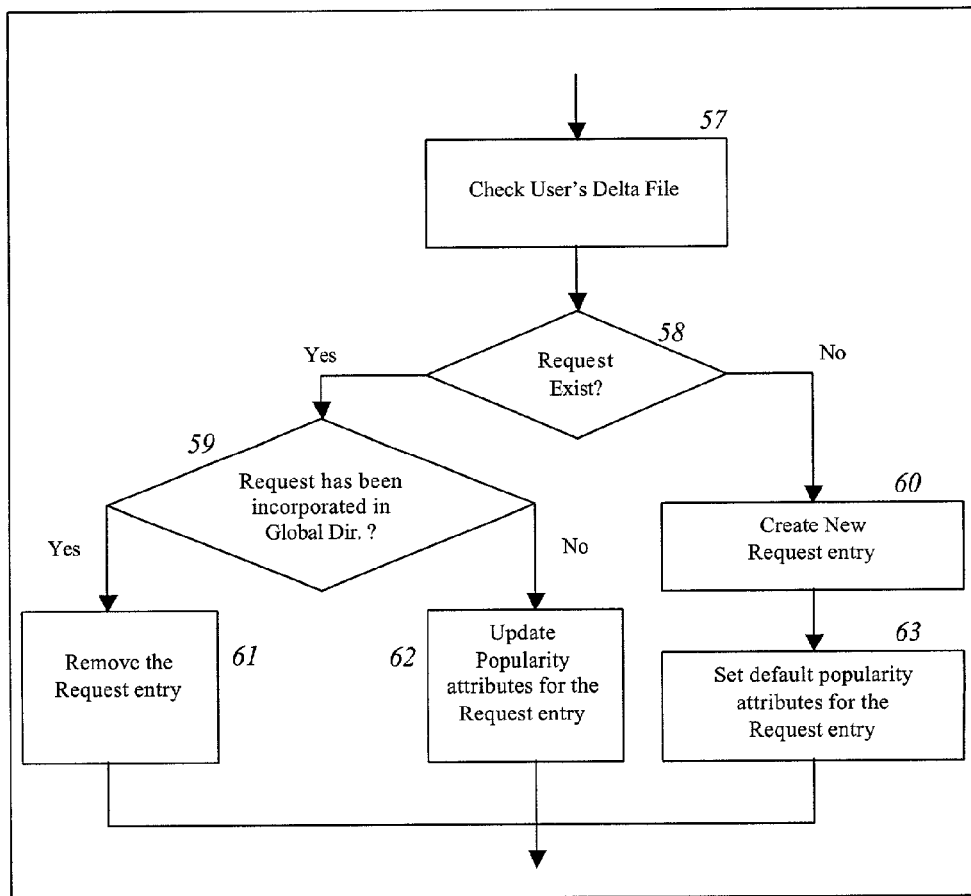 57
Check User's Delta File
58
Yes
No
Request
Exist?
59
Request has been
incorporated in
Global Dir. ?
60
Create New
Request entry
Yes
No
61
Remove the
Request entry
62
Update
Popularity
attributes for the
Request entry
63
Set default popularity
attributes for the
Request entry